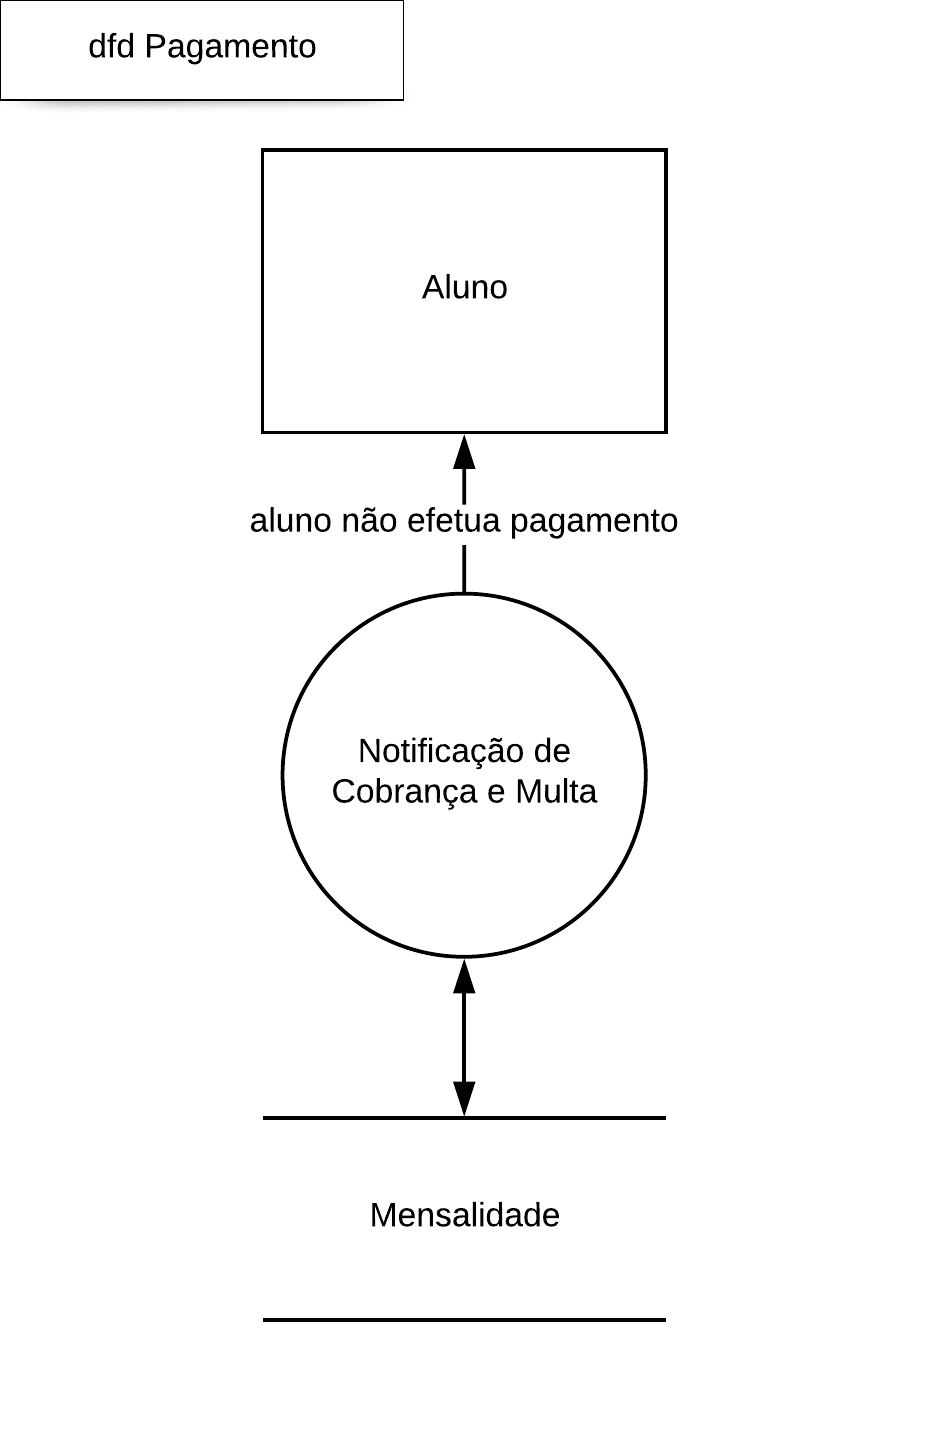 dfd Pagamento
Aluno
aluno não efetua pagamento
Notificação de
Cobrança e Multa
Mensalidade